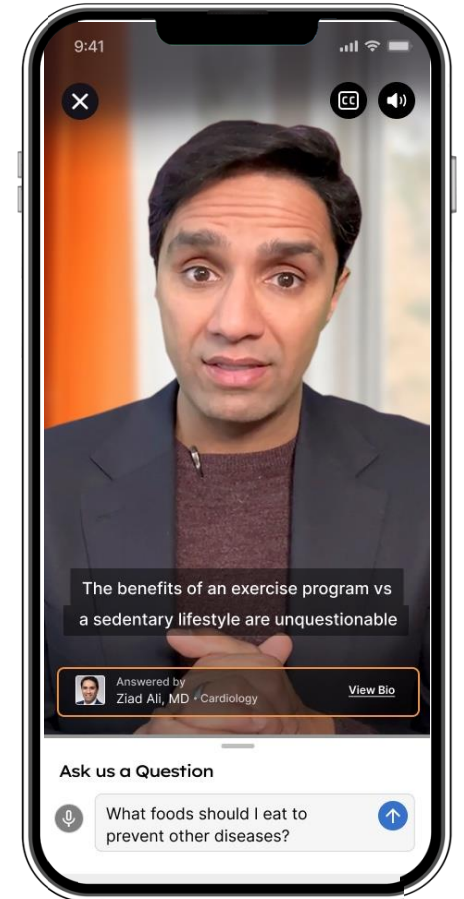 9:41
CC
The benefits of an exercise program vs
a sedentary lifestyle are unquestionable
Answered by
Ziad Ali, MD • Cardiology
View Bio
Ask us a Question
What foods should I eat to
prevent other diseases?